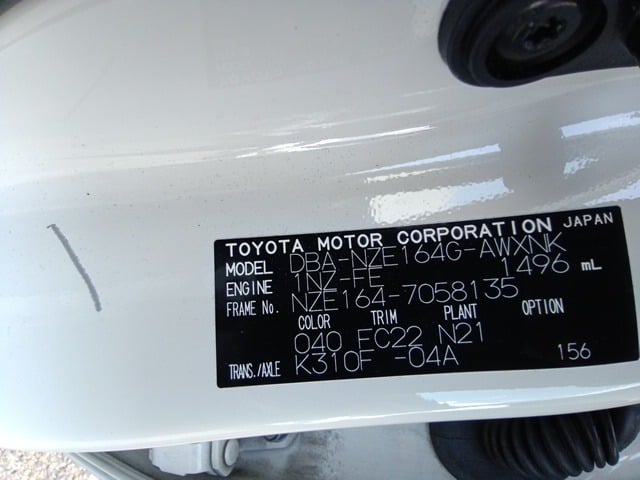 TOYOTA MOTOR CORPORATION JAPAN
MODEL DBA-NZE164G-AWXNK
ENGINE 1NZ-FE 1496 mL
FRAME No. NZE164-7058135
COLOR TRIM PLANT OPTION
040 FC22 N21
TRANS./AXLE K310F -04A 156